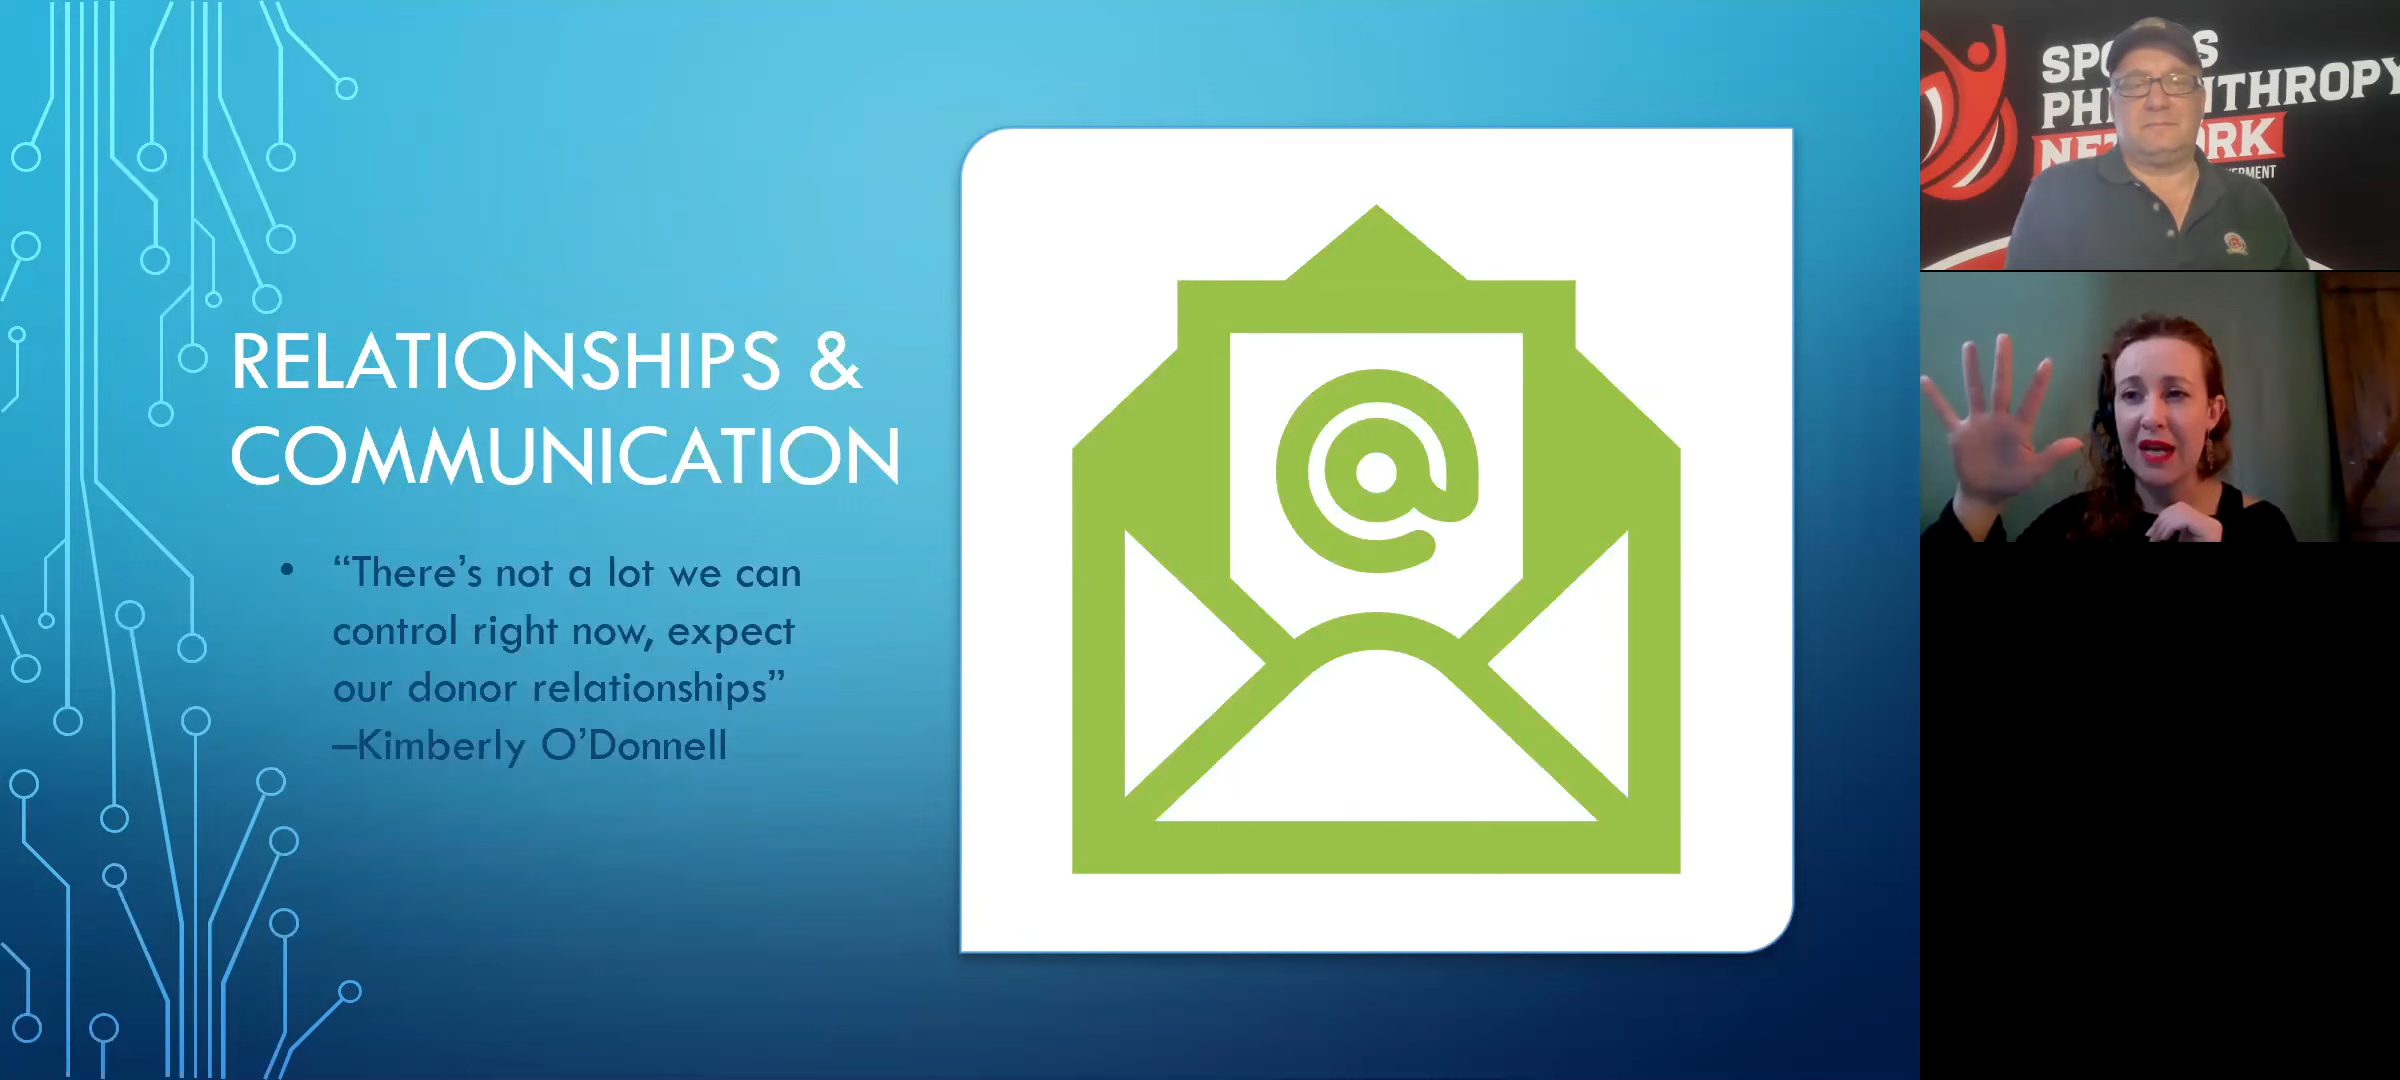 RELATIONSHIPS &
COMMUNICATION
• “There’s not a lot we can
control right now, expect
our donor relationships”
–Kimberly O’Donnell
@